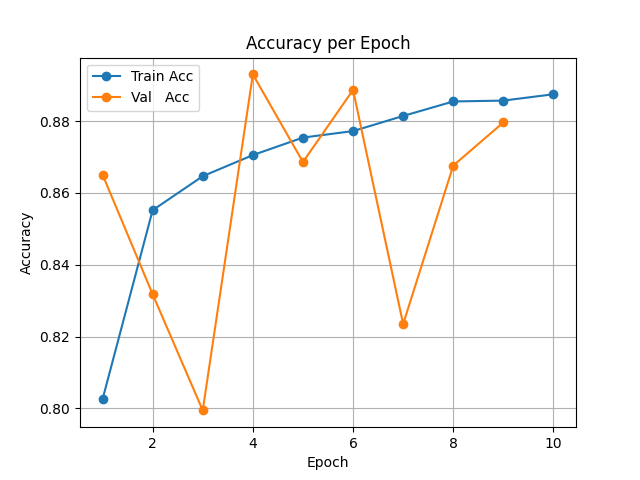 Accuracy per Epoch
Train Acc
Val   Acc
0.88
0.86
0.84
0.82
0.80
Accuracy
2 4 6 8 10
Epoch